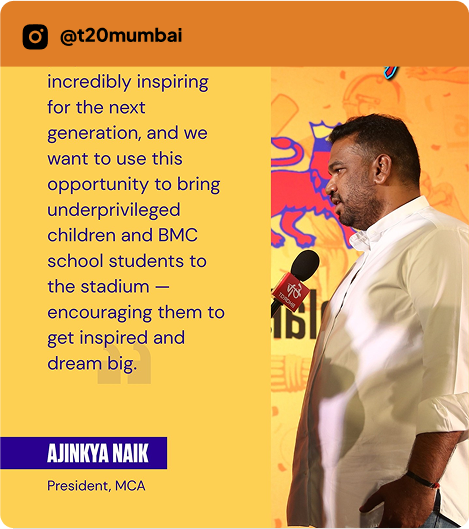 @t20mumbai
incredibly inspiring
for the next
generation, and we
want to use this
opportunity to bring
underprivileged
children and BMC
school students to
the stadium —
encouraging them to
get inspired and
dream big.
AJINKYA NAIK
President, MCA